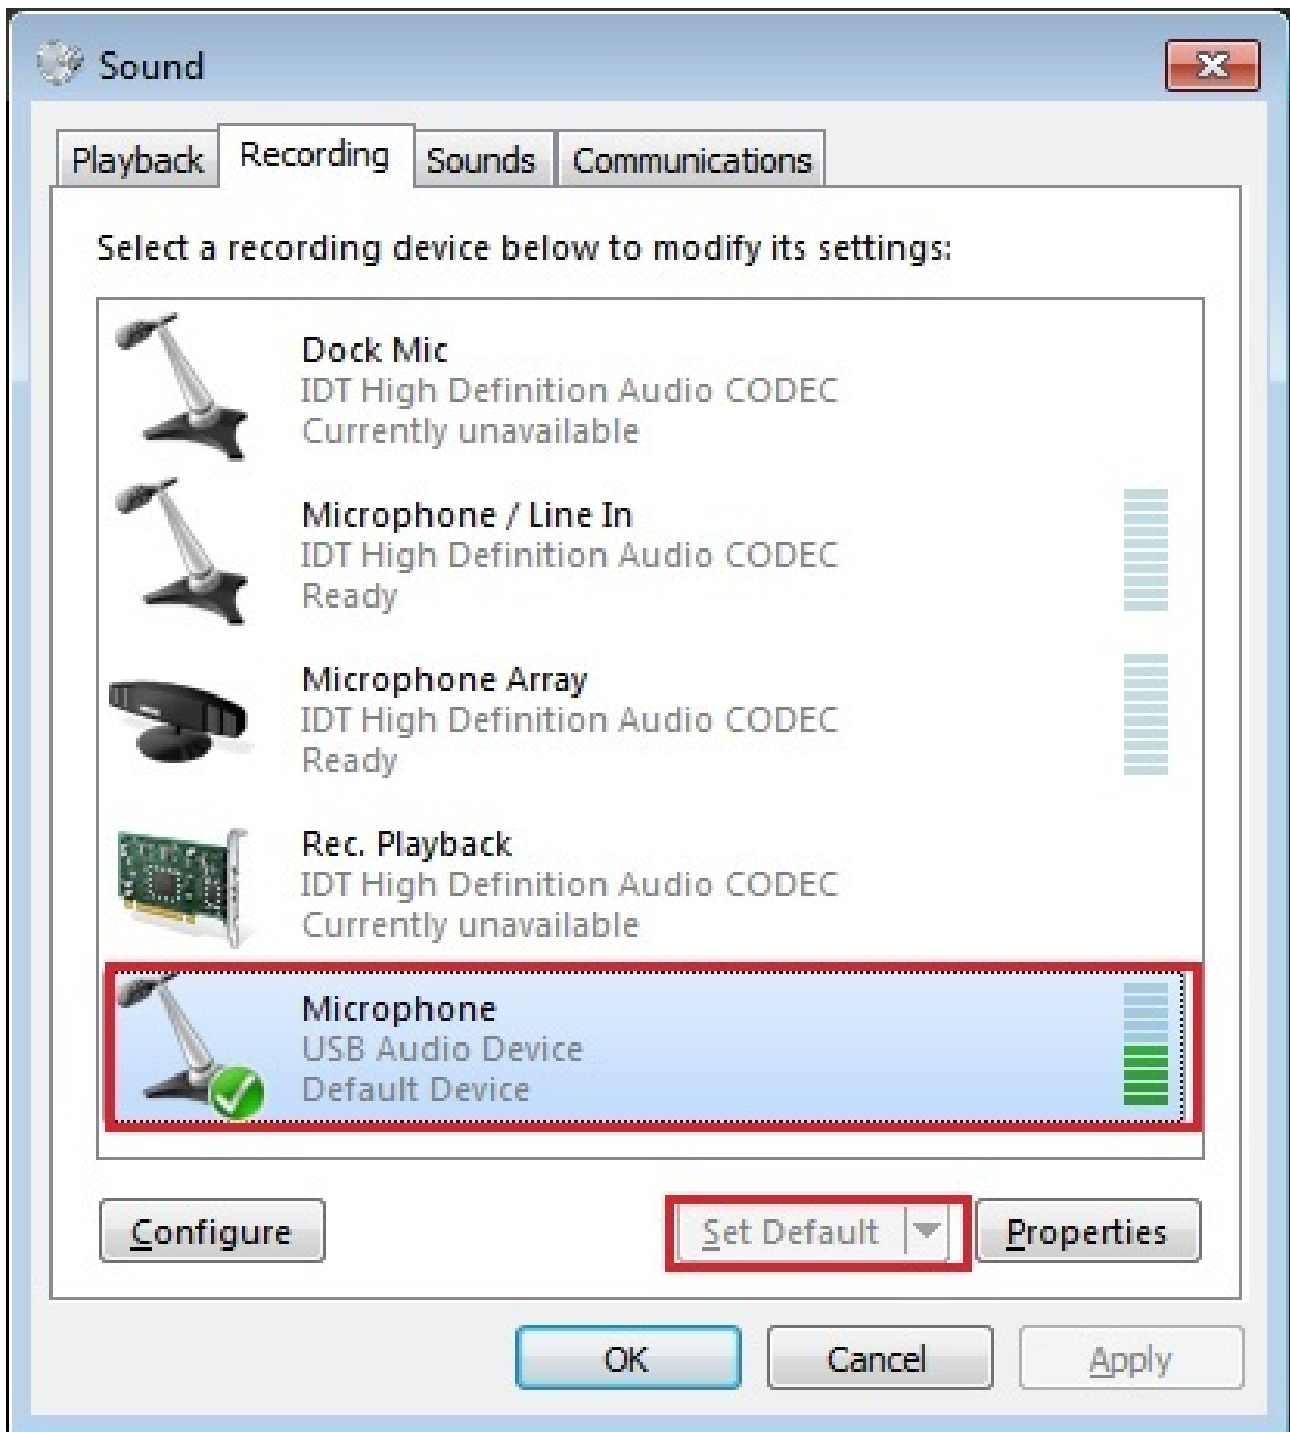 Sound
Playback Recording Sounds Communications
Select a recording device below to modify its settings:
Dock Mic
IDT High Definition Audio CODEC
Currently unavailable
Microphone / Line In
IDT High Definition Audio CODEC
Ready
Microphone Array
IDT High Definition Audio CODEC
Ready
Rec. Playback
IDT High Definition Audio CODEC
Currently unavailable
Microphone
USB Audio Device
Default Device
Configure Set Default Properties
OK Cancel Apply